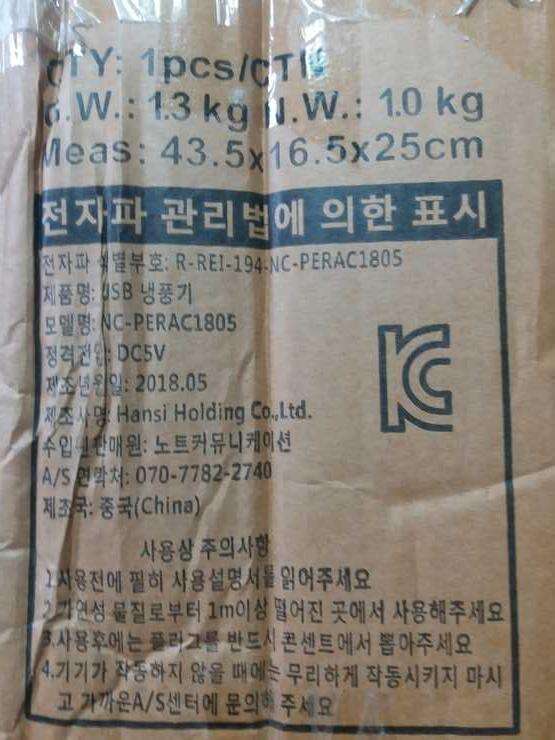 QTY: 1pcs/CTN
G.W.: 1.3 kg N.W.: 1.0 kg
Meas: 43.5x16.5x25cm
전자파 관리법에 의한 표시
전자파 식별부호: R-REI-194-NC-PERAC1805
제품명: USB 냉풍기
모델명: NC-PERAC1805
정격전압: DC5V
제조년월일: 2018.05
제조사명: Hansi Holding Co.,Ltd.
수입원판매원: 노트커뮤니케이션
A/S 연락처: 070-7782-2740
제조국: 중국(China)
사용상 주의사항
1.사용전에 필히 사용설명서를 읽어주세요
2.가연성 물질로부터 1m이상 떨어진 곳에서 사용해주세요
3.사용후에는 플러그를 반드시 콘센트에서 뽑아주세요
4.기기가 작동하지 않을 때에는 무리하게 작동시키지 마시
고 가까운A/S센터에 문의해 주세요